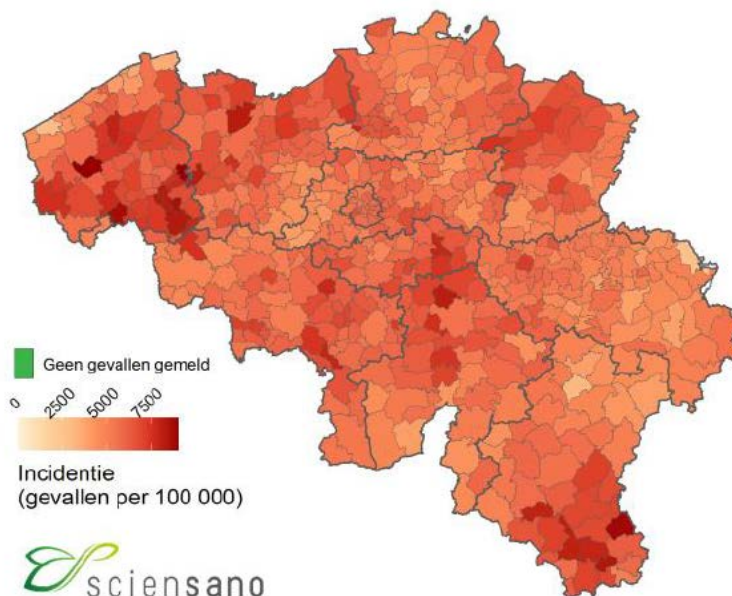 Geen gevallen gemeld
0 2500 5000 7500
Incidentie
(gevallen per 100 000)
sciensano